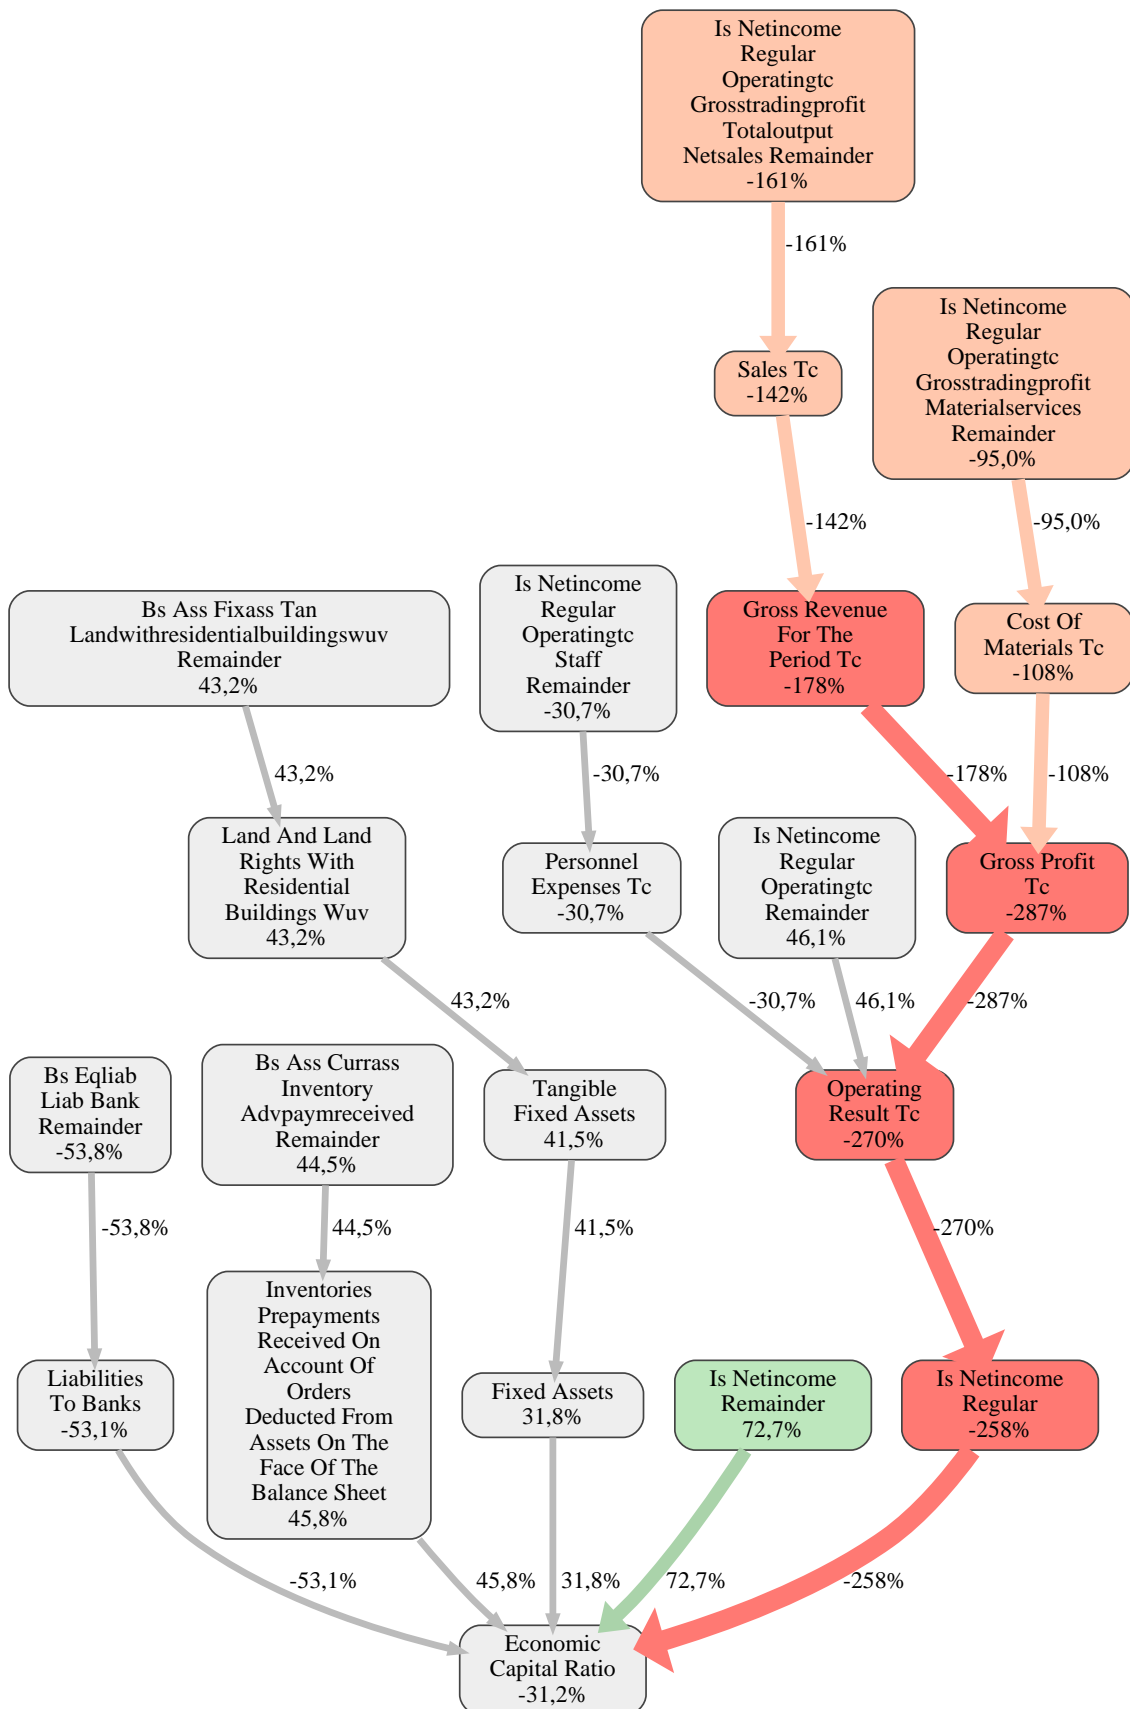 Is Netincome
Regular
Operatingtc
Grosstradingprofit
Totaloutput
Netsales Remainder
-161%
-161%
Is Netincome
Regular
Operatingtc
Grosstradingprofit
Materialservices
Remainder
-95,0%
Sales Tc
-142%
-142%
-95,0%
Bs Ass Fixass Tan
Landwithresidentialbuildingswuv
Remainder
43,2%
Is Netincome
Regular
Operatingtc
Staff
Remainder
-30,7%
Gross Revenue
For The
Period Tc
-178%
Cost Of
Materials Tc
-108%
43,2%
-30,7%
-178%
-108%
Land And Land
Rights With
Residential
Buildings Wuv
43,2%
Personnel
Expenses Tc
-30,7%
Is Netincome
Regular
Operatingtc
Remainder
46,1%
Gross Profit
Tc
-287%
43,2%
-30,7%
46,1%
-287%
Bs Eqliab
Liab Bank
Remainder
-53,8%
Bs Ass Currass
Inventory
Advpaymreceived
Remainder
44,5%
Tangible
Fixed Assets
41,5%
Operating
Result Tc
-270%
-53,8%
44,5%
41,5%
-270%
Liabilities
To Banks
-53,1%
Inventories
Prepayments
Received On
Account Of
Orders
Deducted From
Assets On The
Face Of The
Balance Sheet
45,8%
Fixed Assets
31,8%
Is Netincome
Remainder
72,7%
Is Netincome
Regular
-258%
-53,1%
45,8%
31,8%
72,7%
-258%
Economic
Capital Ratio
-31,2%